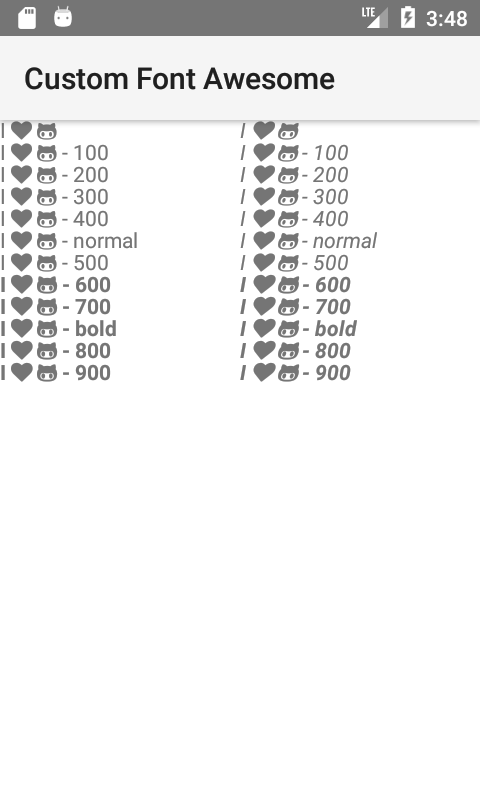 LTE 3:48
Custom Font Awesome
I ♥ I ♥
I ♥ - 100 I ♥ - 100
I ♥ - 200 I ♥ - 200
I ♥ - 300 I ♥ - 300
I ♥ - 400 I ♥ - 400
I ♥ - normal I ♥ - normal
I ♥ - 500 I ♥ - 500
I ♥ - 600 I ♥ - 600
I ♥ - 700 I ♥ - 700
I ♥ - bold I ♥ - bold
I ♥ - 800 I ♥ - 800
I ♥ - 900 I ♥ - 900